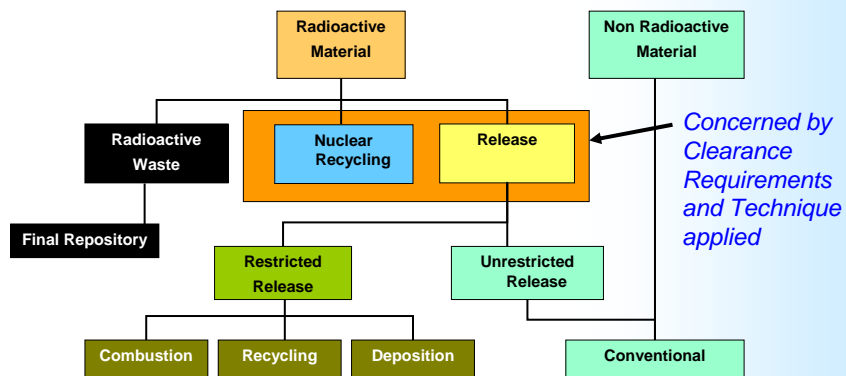 Radioactive
Material
Non Radioactive
Material
Radioactive
Waste
Nuclear
Recycling
Release
Concerned by
Clearance
Requirements
and Technique
applied
Final Repository
Restricted
Release
Unrestricted
Release
Combustion
Recycling
Deposition
Conventional